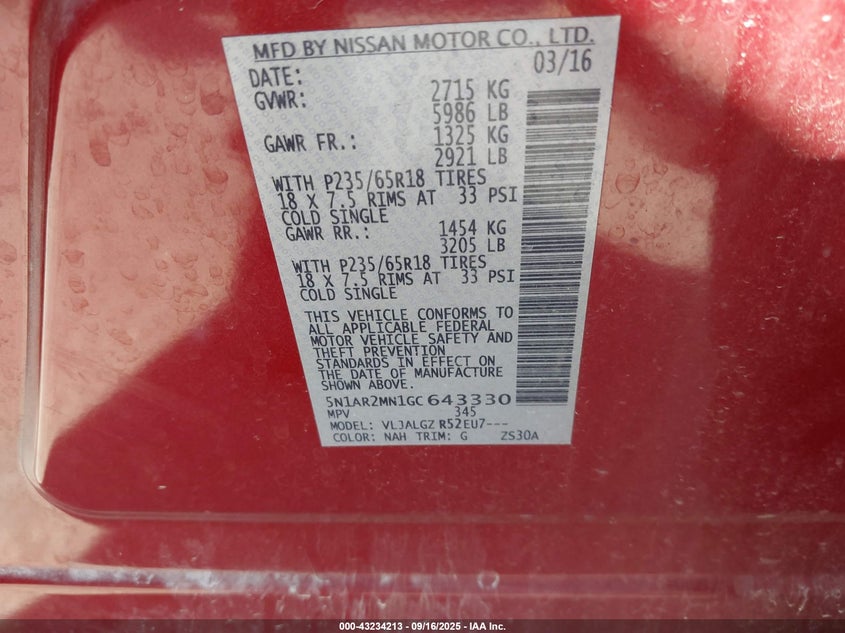 MFD BY NISSAN MOTOR CO., LTD.
DATE: 03/16
GVWR: 2715 KG
5986 LB
GAWR FR.: 1325 KG
2921 LB
WITH P235/65R18 TIRES
18 X 7.5 RIMS AT 33 PSI
COLD SINGLE
GAWR RR.: 1454 KG
3205 LB
WITH P235/65R18 TIRES
18 X 7.5 RIMS AT 33 PSI
COLD SINGLE
THIS VEHICLE CONFORMS TO
ALL APPLICABLE FEDERAL
MOTOR VEHICLE SAFETY AND
THEFT PREVENTION
STANDARDS IN EFFECT ON
THE DATE OF MANUFACTURE
SHOWN ABOVE.
5N1AR2MN1GC643330
MPV 345
MODEL: VLJALGZ R52EU7---
COLOR: NAH TRIM: G ZS30A
000-43234213 - 09/16/2025 - IAA Inc.